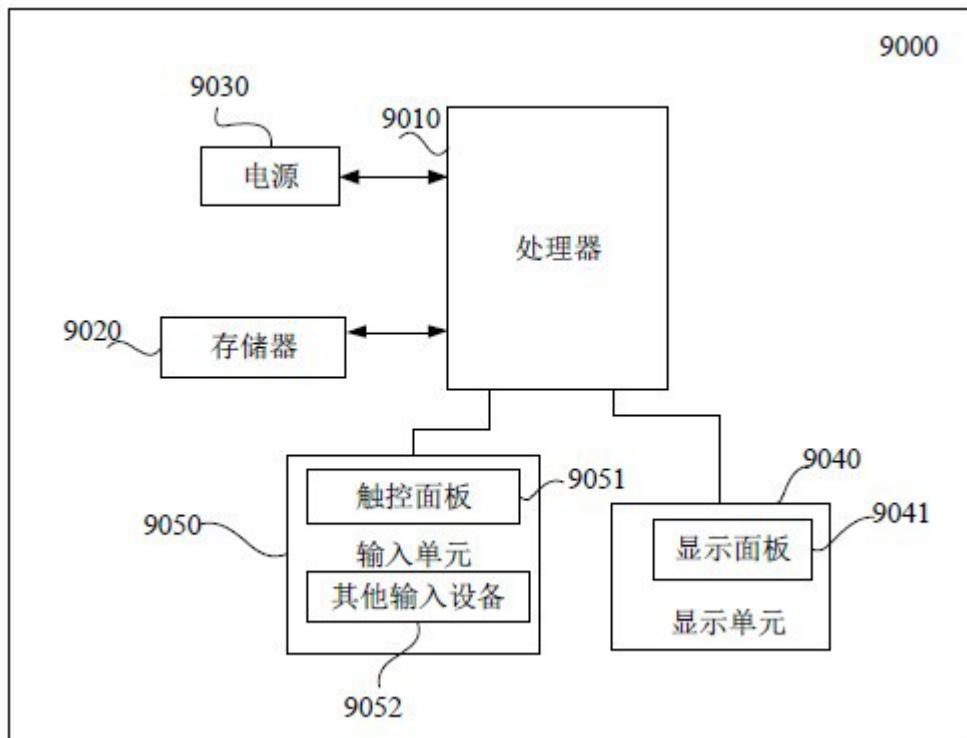 9000
9030
9010
电源
处理器
9020
存储器
9040
触控面板
9051
9041
9050
显示面板
输入单元
其他输入设备
显示单元
9052